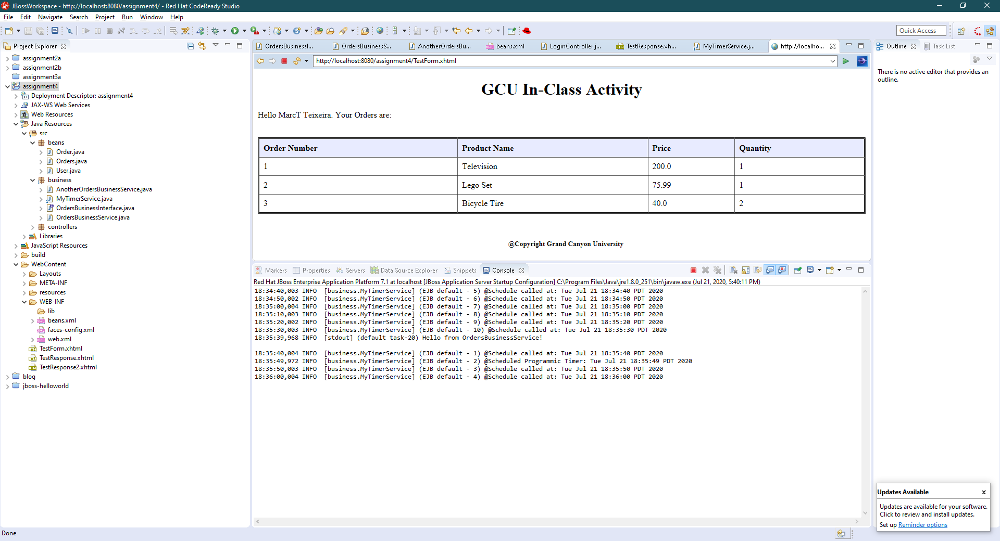 JBossWorkspace - http://localhost:8080/assignment4/ - Red Hat CodeReady Studio
File Edit Navigate Search Project Run Window Help
Quick Access
Project Explorer
assignment2a
assignment2b
assignment3a
assignment4
Deployment Descriptor: assignment4
JAX-WS Web Services
Web Resources
Java Resources
src
beans
Order.java
Orders.java
User.java
business
AnotherOrdersBusinessService.java
MyTimerService.java
OrdersBusinessInterface.java
OrdersBusinessService.java
controllers
Libraries
JavaScript Resources
build
WebContent
Layouts
META-INF
resources
WEB-INF
lib
beans.xml
faces-config.xml
web.xml
TestForm.xhtml
TestResponse.xhtml
TestResponse2.xhtml
blog
jboss-helloworld
OrdersBusinessI... OrdersBusinessS... AnotherOrdersBu... beans.xml LoginController.j... TestResponse.xh... MyTimerService.j... http://localho...
http://localhost:8080/assignment4/TestForm.xhtml
GCU In-Class Activity
Hello MarcT Teixeira. Your Orders are:
Order Number Product Name Price Quantity
1 Television 200.0 1
2 Lego Set 75.99 1
3 Bicycle Tire 40.0 2
@Copyright Grand Canyon University
Markers Properties Servers Data Source Explorer Snippets Console
Red Hat JBoss Enterprise Application Platform 7.1 at localhost [JBoss Application Server Startup Configuration] C:\Program Files\Java\jre1.8.0_251\bin\javaw.exe (Jul 21, 2020, 5:40:11 PM)
18:34:40,003 INFO [business.MyTimerService] (EJB default - 5) @Schedule called at: Tue Jul 21 18:34:40 PDT 2020
18:34:50,002 INFO [business.MyTimerService] (EJB default - 6) @Schedule called at: Tue Jul 21 18:34:50 PDT 2020
18:35:00,004 INFO [business.MyTimerService] (EJB default - 7) @Schedule called at: Tue Jul 21 18:35:00 PDT 2020
18:35:10,003 INFO [business.MyTimerService] (EJB default - 8) @Schedule called at: Tue Jul 21 18:35:10 PDT 2020
18:35:20,002 INFO [business.MyTimerService] (EJB default - 9) @Schedule called at: Tue Jul 21 18:35:20 PDT 2020
18:35:30,003 INFO [business.MyTimerService] (EJB default - 10) @Schedule called at: Tue Jul 21 18:35:30 PDT 2020
18:35:39,968 INFO [stdout] (default task-20) Hello from OrdersBusinessService!
18:35:40,004 INFO [business.MyTimerService] (EJB default - 1) @Schedule called at: Tue Jul 21 18:35:40 PDT 2020
18:35:49,972 INFO [business.MyTimerService] (EJB default - 2) @Scheduled Programmic Timer: Tue Jul 21 18:35:49 PDT 2020
18:35:50,003 INFO [business.MyTimerService] (EJB default - 3) @Schedule called at: Tue Jul 21 18:35:50 PDT 2020
18:36:00,004 INFO [business.MyTimerService] (EJB default - 4) @Schedule called at: Tue Jul 21 18:36:00 PDT 2020
Outline Task List
There is no active editor that provides an
outline.
Updates Available
Updates are available for your software.
Click to review and install updates.
Set up Reminder options
Done